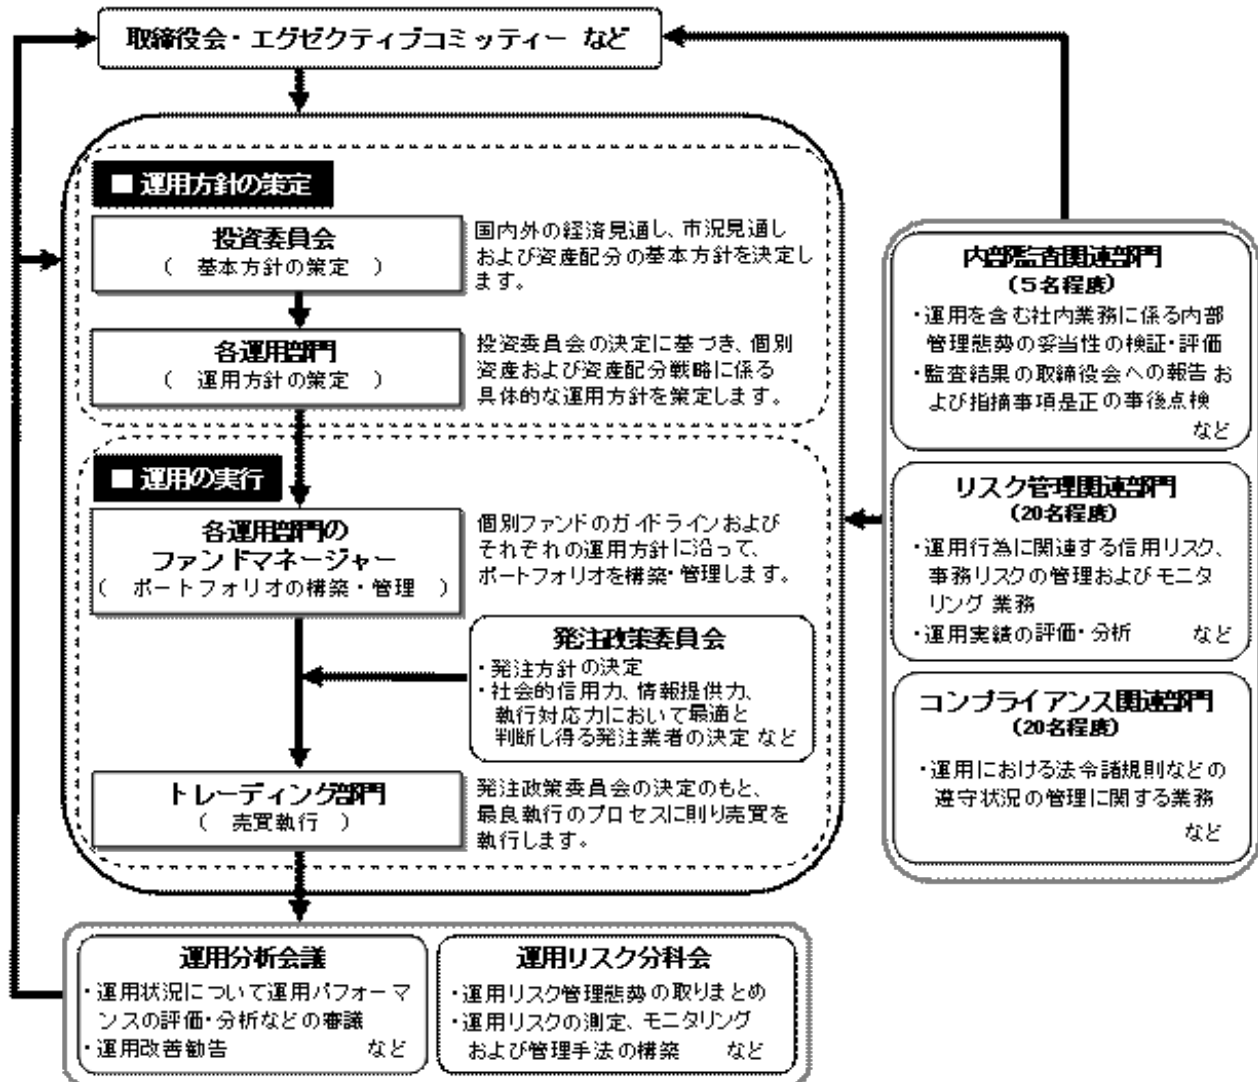 取締役会・エグゼクティブコミッティー など
■ 運用方針の策定
投資委員会
（ 基本方針の策定 ）
国内外の経済見通し、市況見通し
および資産配分の基本方針を決定し
ます。
各運用部門
（ 運用方針の策定 ）
投資委員会の決定に基づき、個別
資産および資産配分戦略に係る
具体的な運用方針を策定します。
■ 運用の実行
各運用部門の
ファンドマネージャー
（ ポートフォリオの構築・管理 ）
個別ファンドのガイドラインおよび
それぞれの運用方針に沿って、
ポートフォリオを構築・管理します。
発注政策委員会
・発注方針の決定
・社会的信用力、情報提供力、
執行対応力において最適と
判断し得る発注業者の決定 など
トレーディング部門
（ 売買執行 ）
発注政策委員会の決定のもと、
最良執行のプロセスに則り売買を
執行します。
運用分析会議
・運用状況について運用パフォーマ
ンスの評価・分析などの審議
・運用改善勧告 など
運用リスク分科会
・運用リスク管理態勢の取りまとめ
・運用リスクの測定、モニタリング
および管理手法の構築 など
内部監査関連部門
（５名程度）
・運用を含む社内業務に係る内部
管理態勢の妥当性の検証・評価
・監査結果の取締役会への報告 お
よび指摘事項是正の事後点検
など
リスク管理関連部門
（20名程度）
・運用行為に関連する信用リスク、
事務リスクの管理および モニタ
リング 業務
・運用実績の評価・分析 など
コンプライアンス関連部門
（20名程度）
・運用における法令諸規則などの
遵守状況の管理に関する業務
など